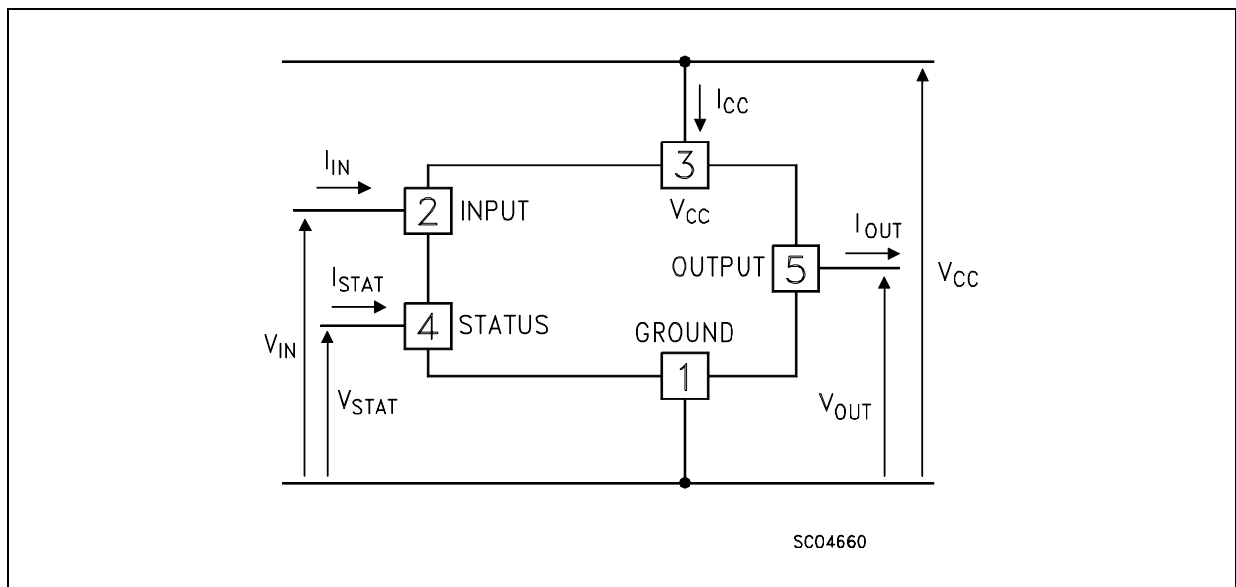 I_CC
3
V_CC
I_IN
2 INPUT
I_OUT
OUTPUT 5
V_CC
I_STAT
4 STATUS
GROUND
1
V_IN
V_STAT
V_OUT
SC04660